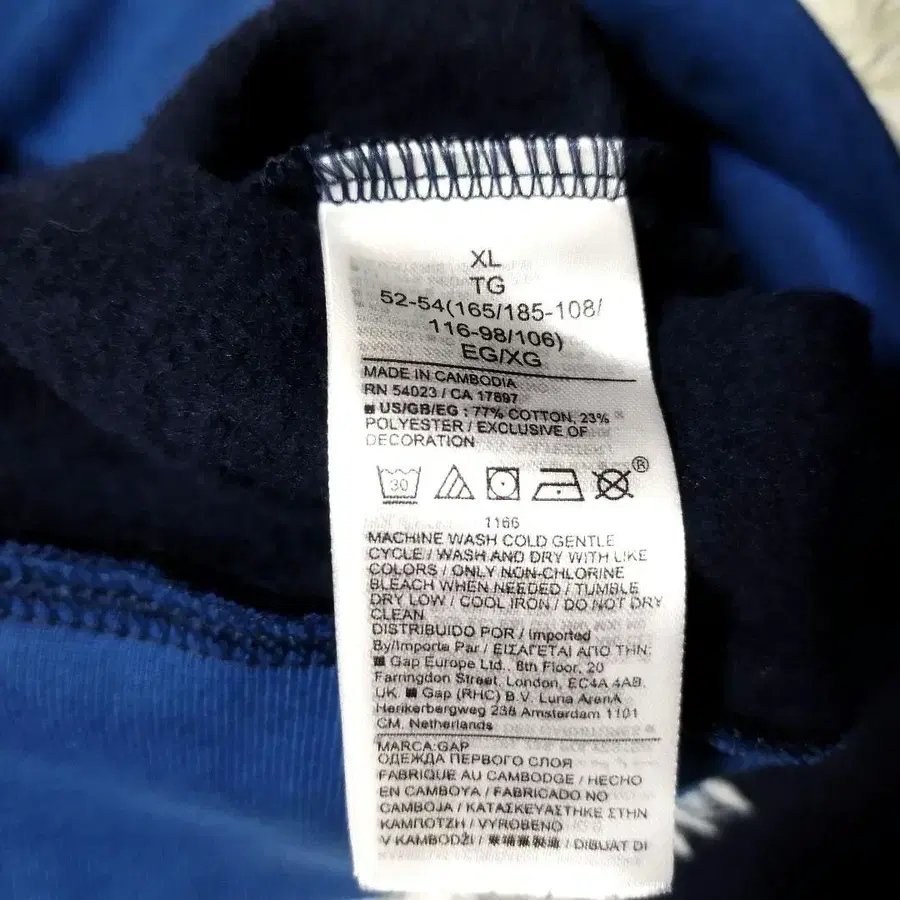 XL
TG
52-54(165/185-108/
116-98/106)
EG/XG
MADE IN CAMBODIA
RN 54023 / CA 17897
US/GB/EG : 77% COTTON, 23%
POLYESTER / EXCLUSIVE OF
DECORATION
30 ®
1166
MACHINE WASH COLD GENTLE
CYCLE / WASH AND DRY WITH LIKE
COLORS / ONLY NON-CHLORINE
BLEACH WHEN NEEDED / TUMBLE
DRY LOW / COOL IRON / DO NOT DRY
CLEAN
DISTRIBUIDO POR / Imported
By/Importe Par / ΕΙΣΑΓΕΤΑΙ ΑΠΟ ΤΗΝ:
Gap Europe Ltd., 8th Floor, 20
Farringdon Street, London, EC4A 4AB,
UK. Gap (RHC) B.V. Luna ArenA
Herikerbergweg 238 Amsterdam 1101
CM, Netherlands
MARCA:GAP
ОДЕЖДА ПЕРВОГО СЛОЯ
FABRIQUE AU CAMBODGE / HECHO
EN CAMBOYA / FABRICADO NO
CAMBOJA / ΚΑΤΑΣΚΕΥΑΣΤΗΚΕ ΣΤΗΝ
ΚΑΜΠΟΤΖΗ / VYROBENO
V KAMBODŽI / / DIBUAT DI